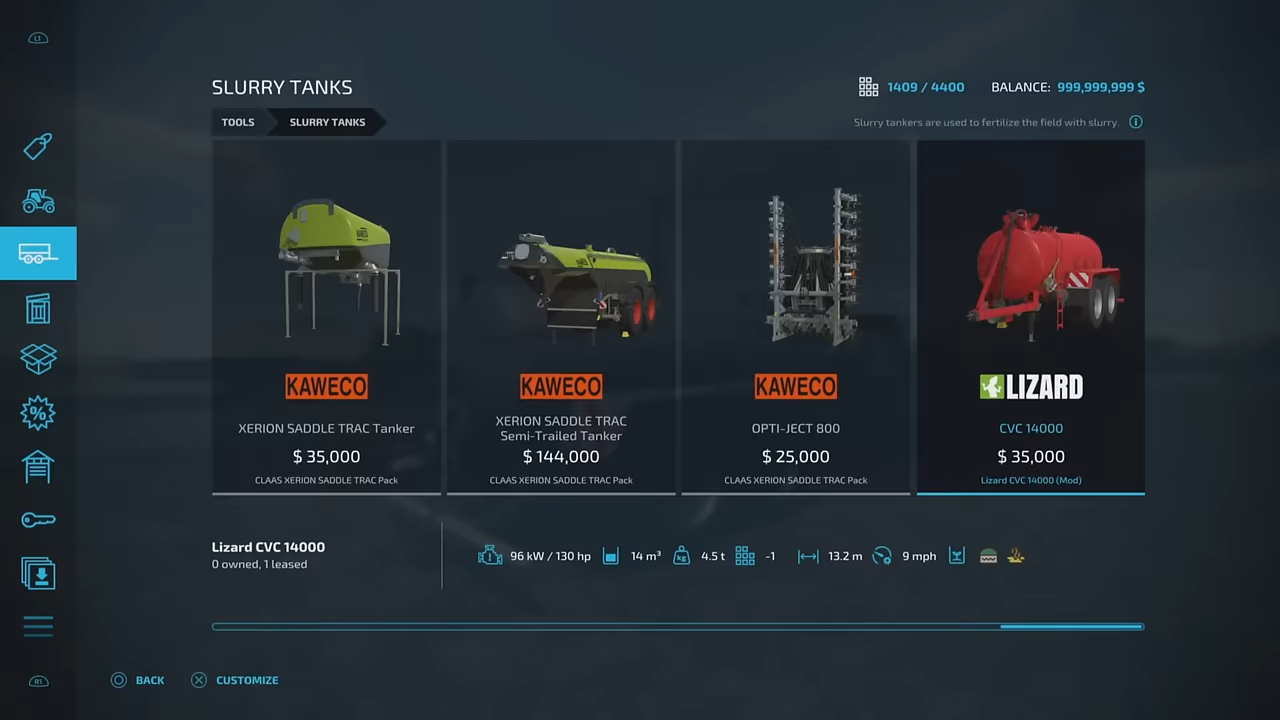 L1
SLURRY TANKS
1409 / 4400
BALANCE: 999,999,999 $
TOOLS
SLURRY TANKS
Slurry tankers are used to fertilize the field with slurry.
KAWECO
XERION SADDLE TRAC Tanker
$ 35,000
CLAAS XERION SADDLE TRAC Pack
KAWECO
XERION SADDLE TRAC
Semi-Trailed Tanker
$ 144,000
CLAAS XERION SADDLE TRAC Pack
KAWECO
OPTI-JECT 800
$ 25,000
CLAAS XERION SADDLE TRAC Pack
LIZARD
CVC 14000
$ 35,000
Lizard CVC 14000 (Mod)
Lizard CVC 14000
0 owned, 1 leased
96 kW / 130 hp
14 m³
4.5 t
-1
13.2 m
9 mph
R1
BACK
CUSTOMIZE